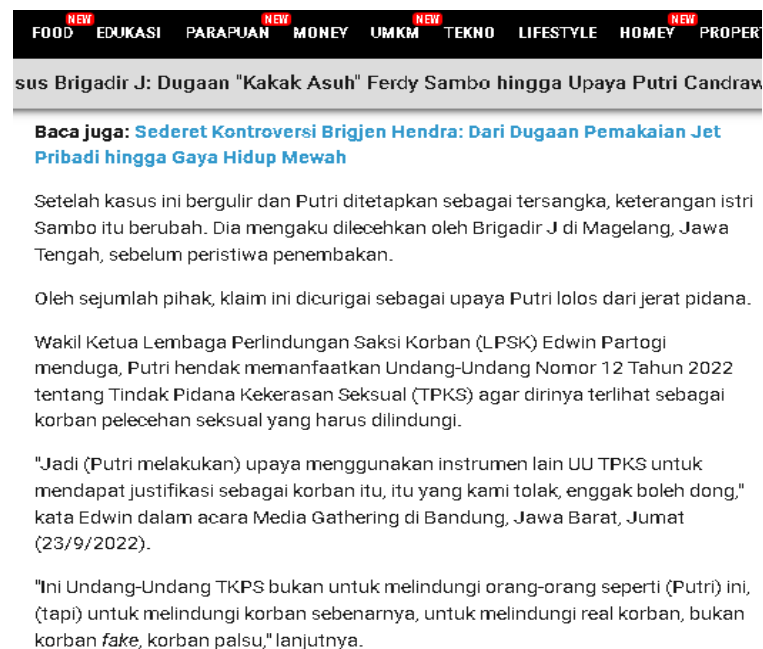 NEW NEW NEW NEW
FOOD EDUKASI PARAPUAN MONEY UMKM TEKNO LIFESTYLE HOMEY
sus Brigadir J: Dugaan "Kakak Asuh" Ferdy Sambo hingga Upaya Putri
Baca juga: Sederet Kontroversi Brigjen Hendra: Dari Dugaan Pemakaian Jet
Pribadi hingga Gaya Hidup Mewah
Setelah kasus ini bergulir dan Putri ditetapkan sebagai tersangka, keterangan istri
Sambo itu berubah. Dia mengaku dilecehkan oleh Brigadir J di Magelang, Jawa
Tengah, sebelum peristiwa penembakan.
Oleh sejumlah pihak, klaim ini dicurigai sebagai upaya Putri lolos dari jerat pidana.
Wakil Ketua Lembaga Perlindungan Saksi Korban (LPSK) Edwin Partogi
menduga, Putri hendak memanfaatkan Undang-Undang Nomor 12 Tahun 2022
tentang Tindak Pidana Kekerasan Seksual (TPKS) agar dirinya terlihat sebagai
korban pelecehan seksual yang harus dilindungi.
"Jadi (Putri melakukan) upaya menggunakan instrumen lain UU TPKS untuk
mendapat justifikasi sebagai korban itu, itu yang kami tolak, enggak boleh dong,"
kata Edwin dalam acara Media Gathering di Bandung, Jawa Barat, Jumat
(23/9/2022).
"Ini Undang-Undang TKPS bukan untuk melindungi orang-orang seperti (Putri) ini,
(tapi) untuk melindungi korban sebenarnya, untuk melindungi real korban, bukan
korban fake, korban palsu," lanjutnya.